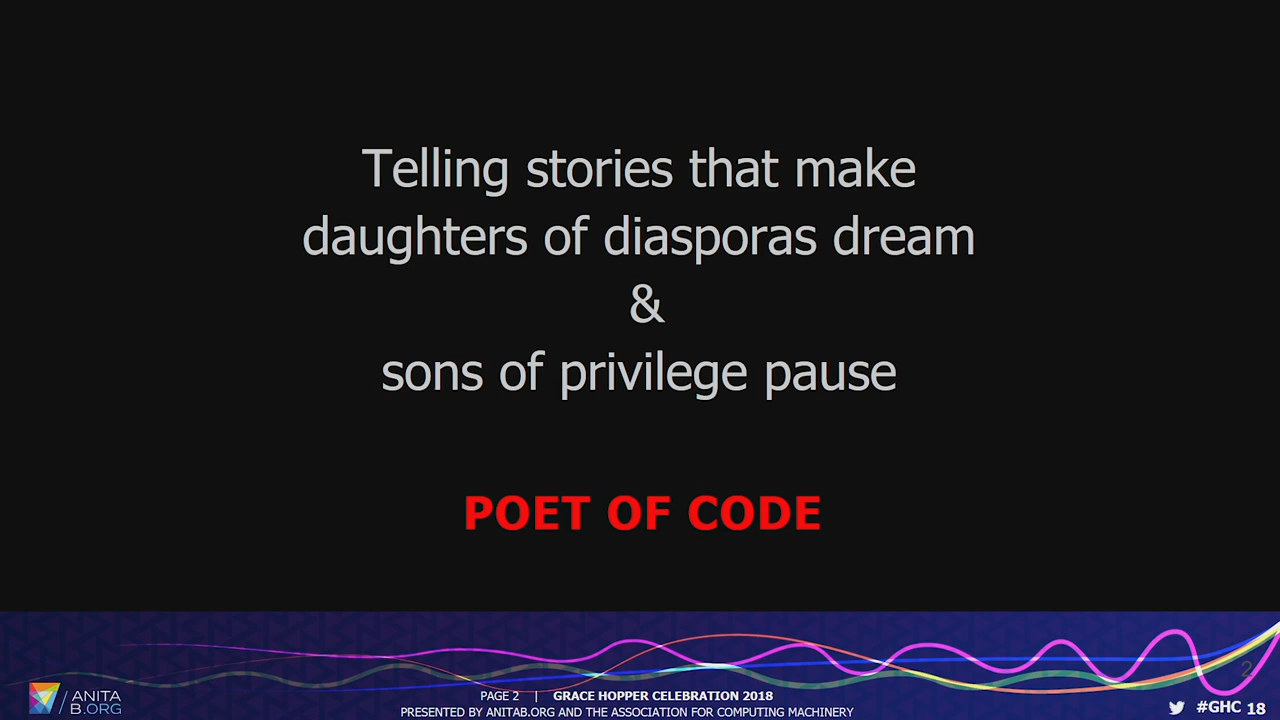 Telling stories that make
daughters of diasporas dream
&
sons of privilege pause
POET OF CODE
2
ANITA
B.ORG
PAGE 2 | GRACE HOPPER CELEBRATION 2018
PRESENTED BY ANITAB.ORG AND THE ASSOCIATION FOR COMPUTING MACHINERY
#GHC 18